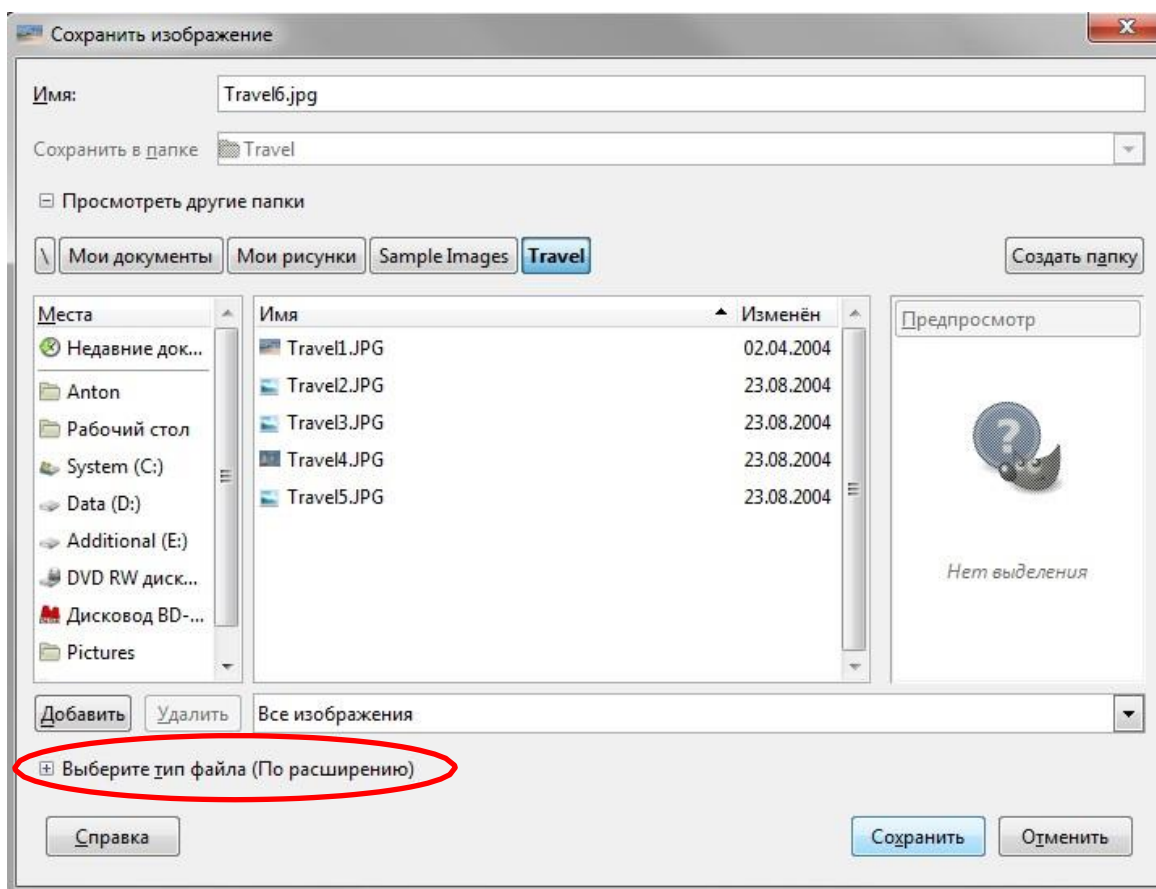 Сохранить изображение
Имя: Travel6.jpg
Сохранить в папке Travel
Просмотреть другие папки
\ Мои документы Мои рисунки Sample Images Travel Создать папку
Места Имя Изменён Предпросмотр
Недавние док... Travel1.JPG 02.04.2004
Anton Travel2.JPG 23.08.2004
Рабочий стол Travel3.JPG 23.08.2004
System (C:) Travel4.JPG 23.08.2004
Data (D:) Travel5.JPG 23.08.2004
Additional (E:)
DVD RW диск... Нет выделения
Дисковод BD-...
Pictures
Добавить Удалить Все изображения
Выберите тип файла (По расширению)
Справка Сохранить Отменить